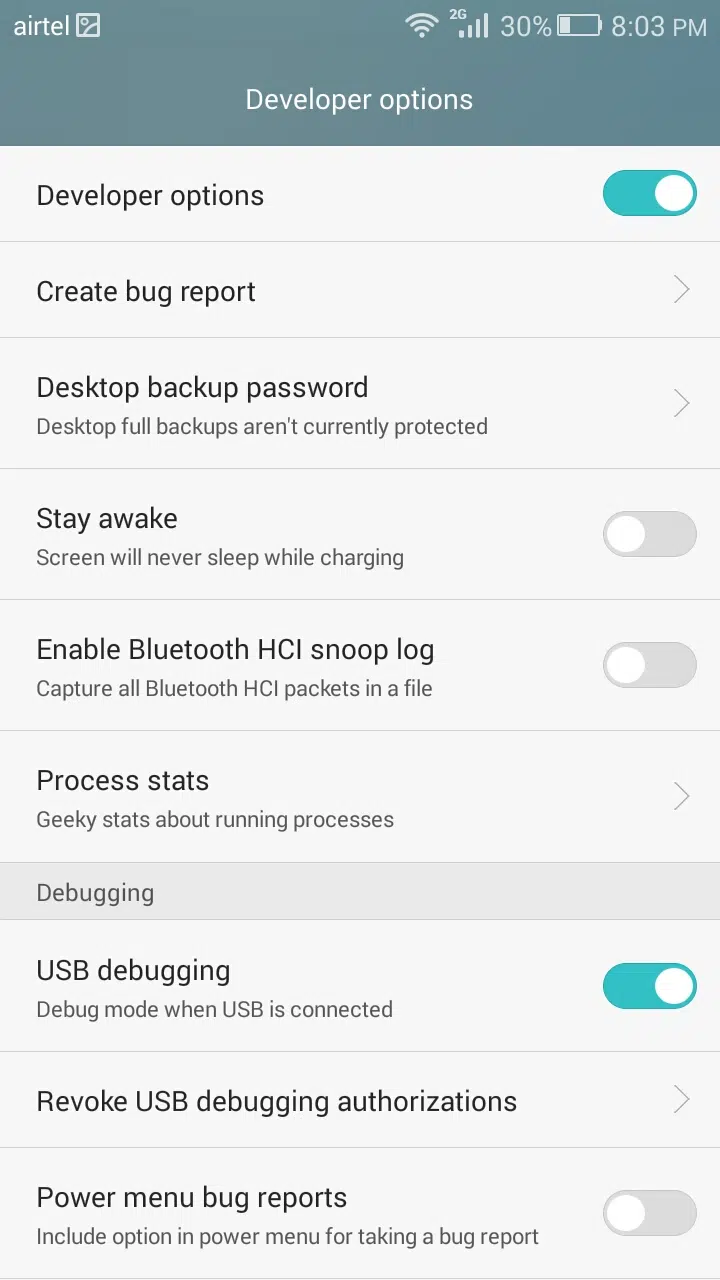 airtel 2G 30% 8:03 PM
Developer options
Developer options
Create bug report
Desktop backup password
Desktop full backups aren't currently protected
Stay awake
Screen will never sleep while charging
Enable Bluetooth HCI snoop log
Capture all Bluetooth HCI packets in a file
Process stats
Geeky stats about running processes
Debugging
USB debugging
Debug mode when USB is connected
Revoke USB debugging authorizations
Power menu bug reports
Include option in power menu for taking a bug report